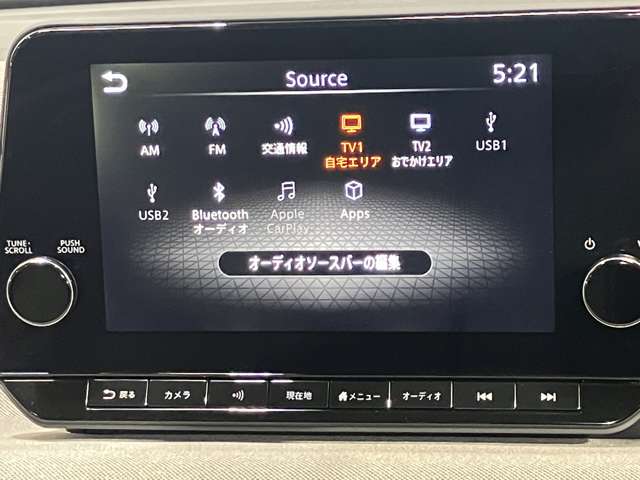 Source
5:21
AM
FM
交通情報
TV1
自宅エリア
TV2
おでかけエリア
USB1
USB2
Bluetooth
オーディオ
Apple
CarPlay
Apps
TUNE・
SCROLL
PUSH
SOUND
オーディオソースバーの編集
戻る
カメラ
現在地
メニュー
オーディオ